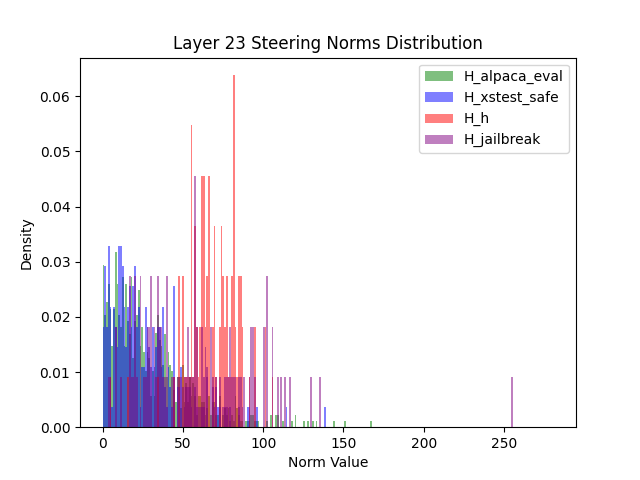 Layer 23 Steering Norms Distribution
H_alpaca_eval
H_xstest_safe
H_h
H_jailbreak
0.06
0.05
0.04
0.03
0.02
0.01
0.00
Density
0 50 100 150 200 250
Norm Value